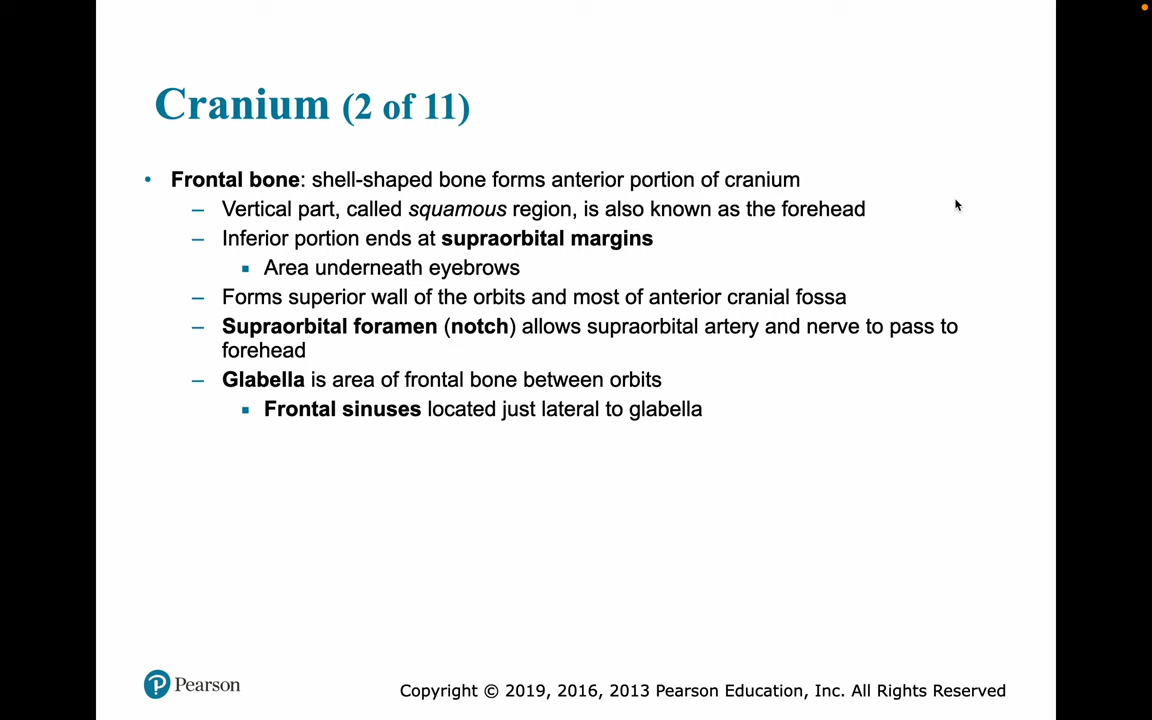 Cranium (2 of 11)
• Frontal bone: shell-shaped bone forms anterior portion of cranium
– Vertical part, called squamous region, is also known as the forehead
– Inferior portion ends at supraorbital margins
▪ Area underneath eyebrows
– Forms superior wall of the orbits and most of anterior cranial fossa
– Supraorbital foramen (notch) allows supraorbital artery and nerve to pass to
forehead
– Glabella is area of frontal bone between orbits
▪ Frontal sinuses located just lateral to glabella
P Pearson
Copyright © 2019, 2016, 2013 Pearson Education, Inc. All Rights Reserved